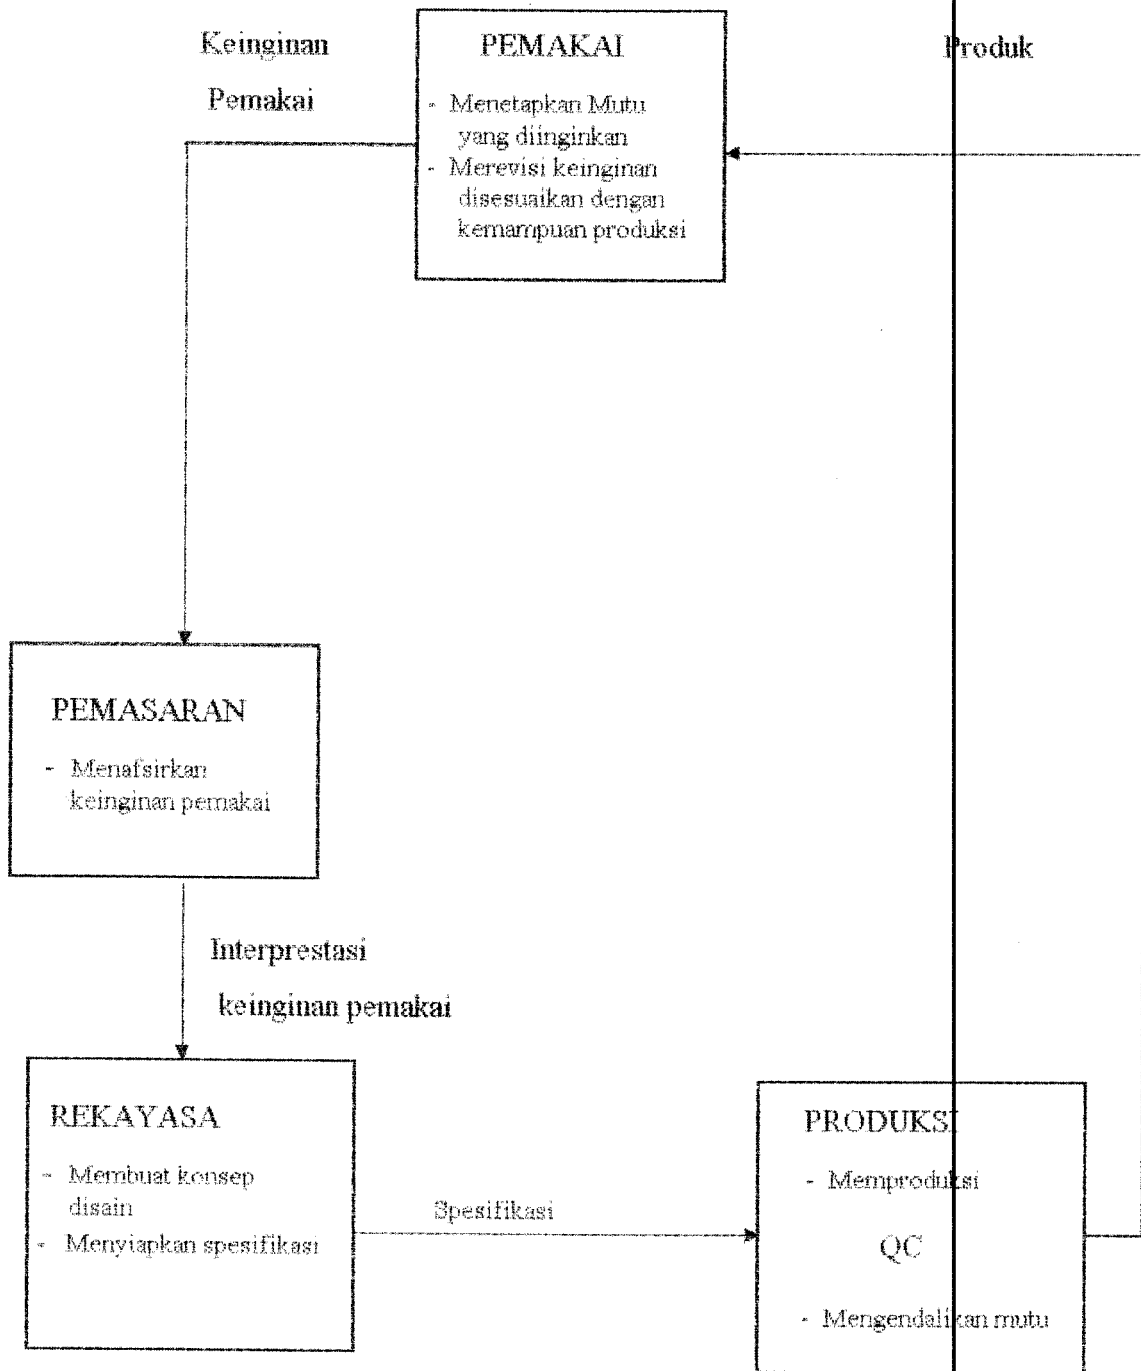 Keinginan
Pemakai
PEMAKAI
- Menetapkan Mutu
yang diinginkan
- Merevisi keinginan
disesuaikan dengan
kemampuan produksi
Produk
PEMASARAN
- Menafsirkan
keinginan pemakai
Interprestasi
keinginan pemakai
REKAYASA
- Membuat konsep
disain
- Menyiapkan spesifikasi
Spesifikasi
PRODUKSI
- Memproduksi
QC
- Mengendalikan mutu